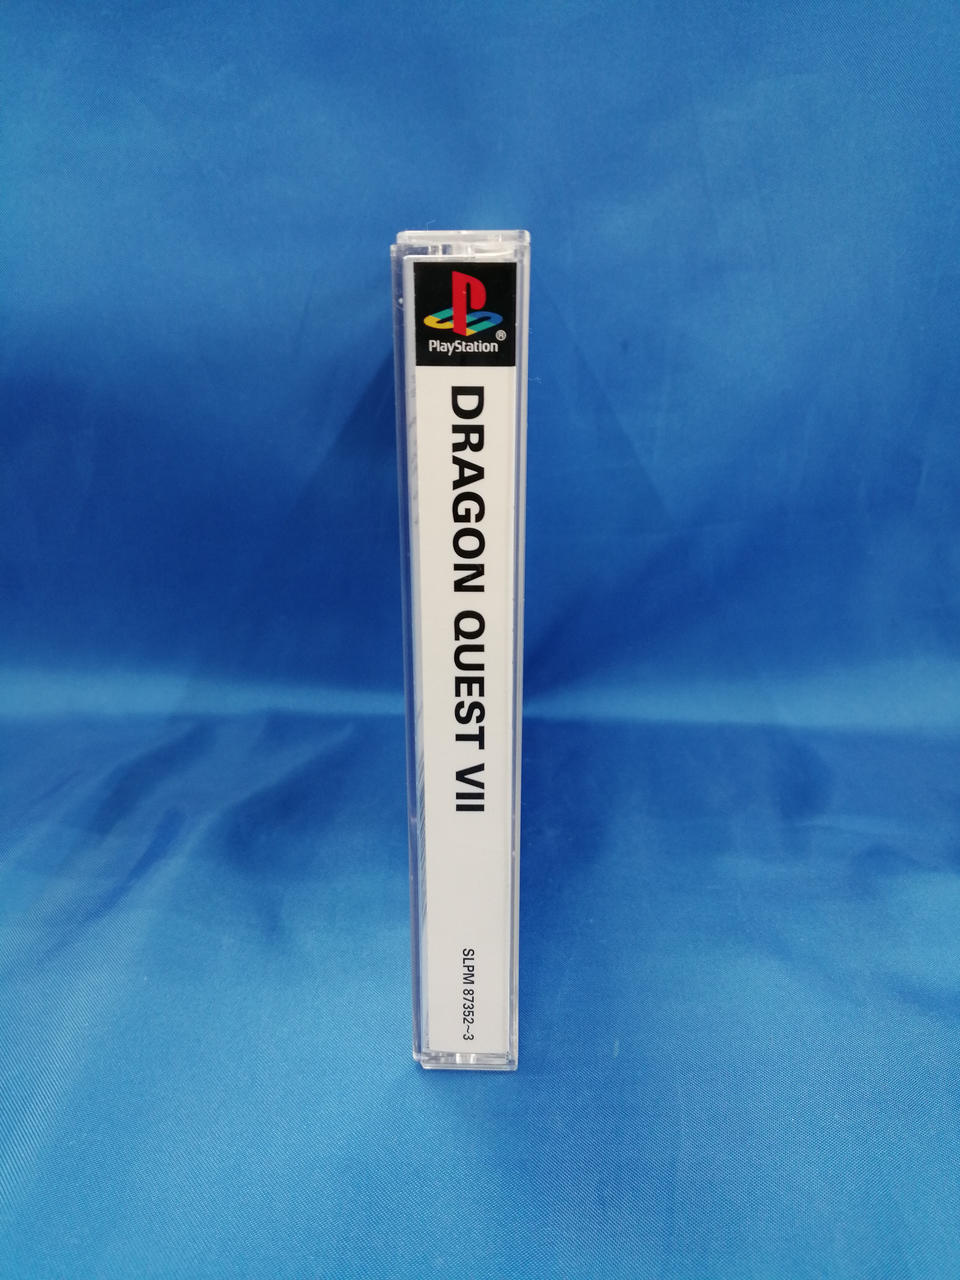 PlayStation®
DRAGON QUEST VII
SLPM 87352~3